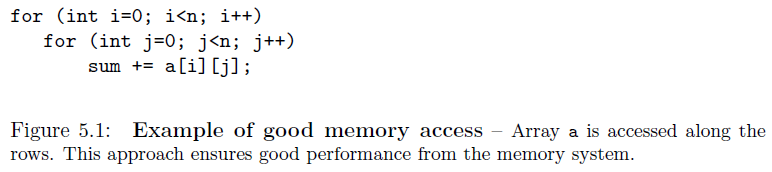 for (int i=0; i<n; i++)
   for (int j=0; j<n; j++)
       sum += a[i][j];
Figure 5.1: Example of good memory access – Array a is accessed along the
rows. This approach ensures good performance from the memory system.